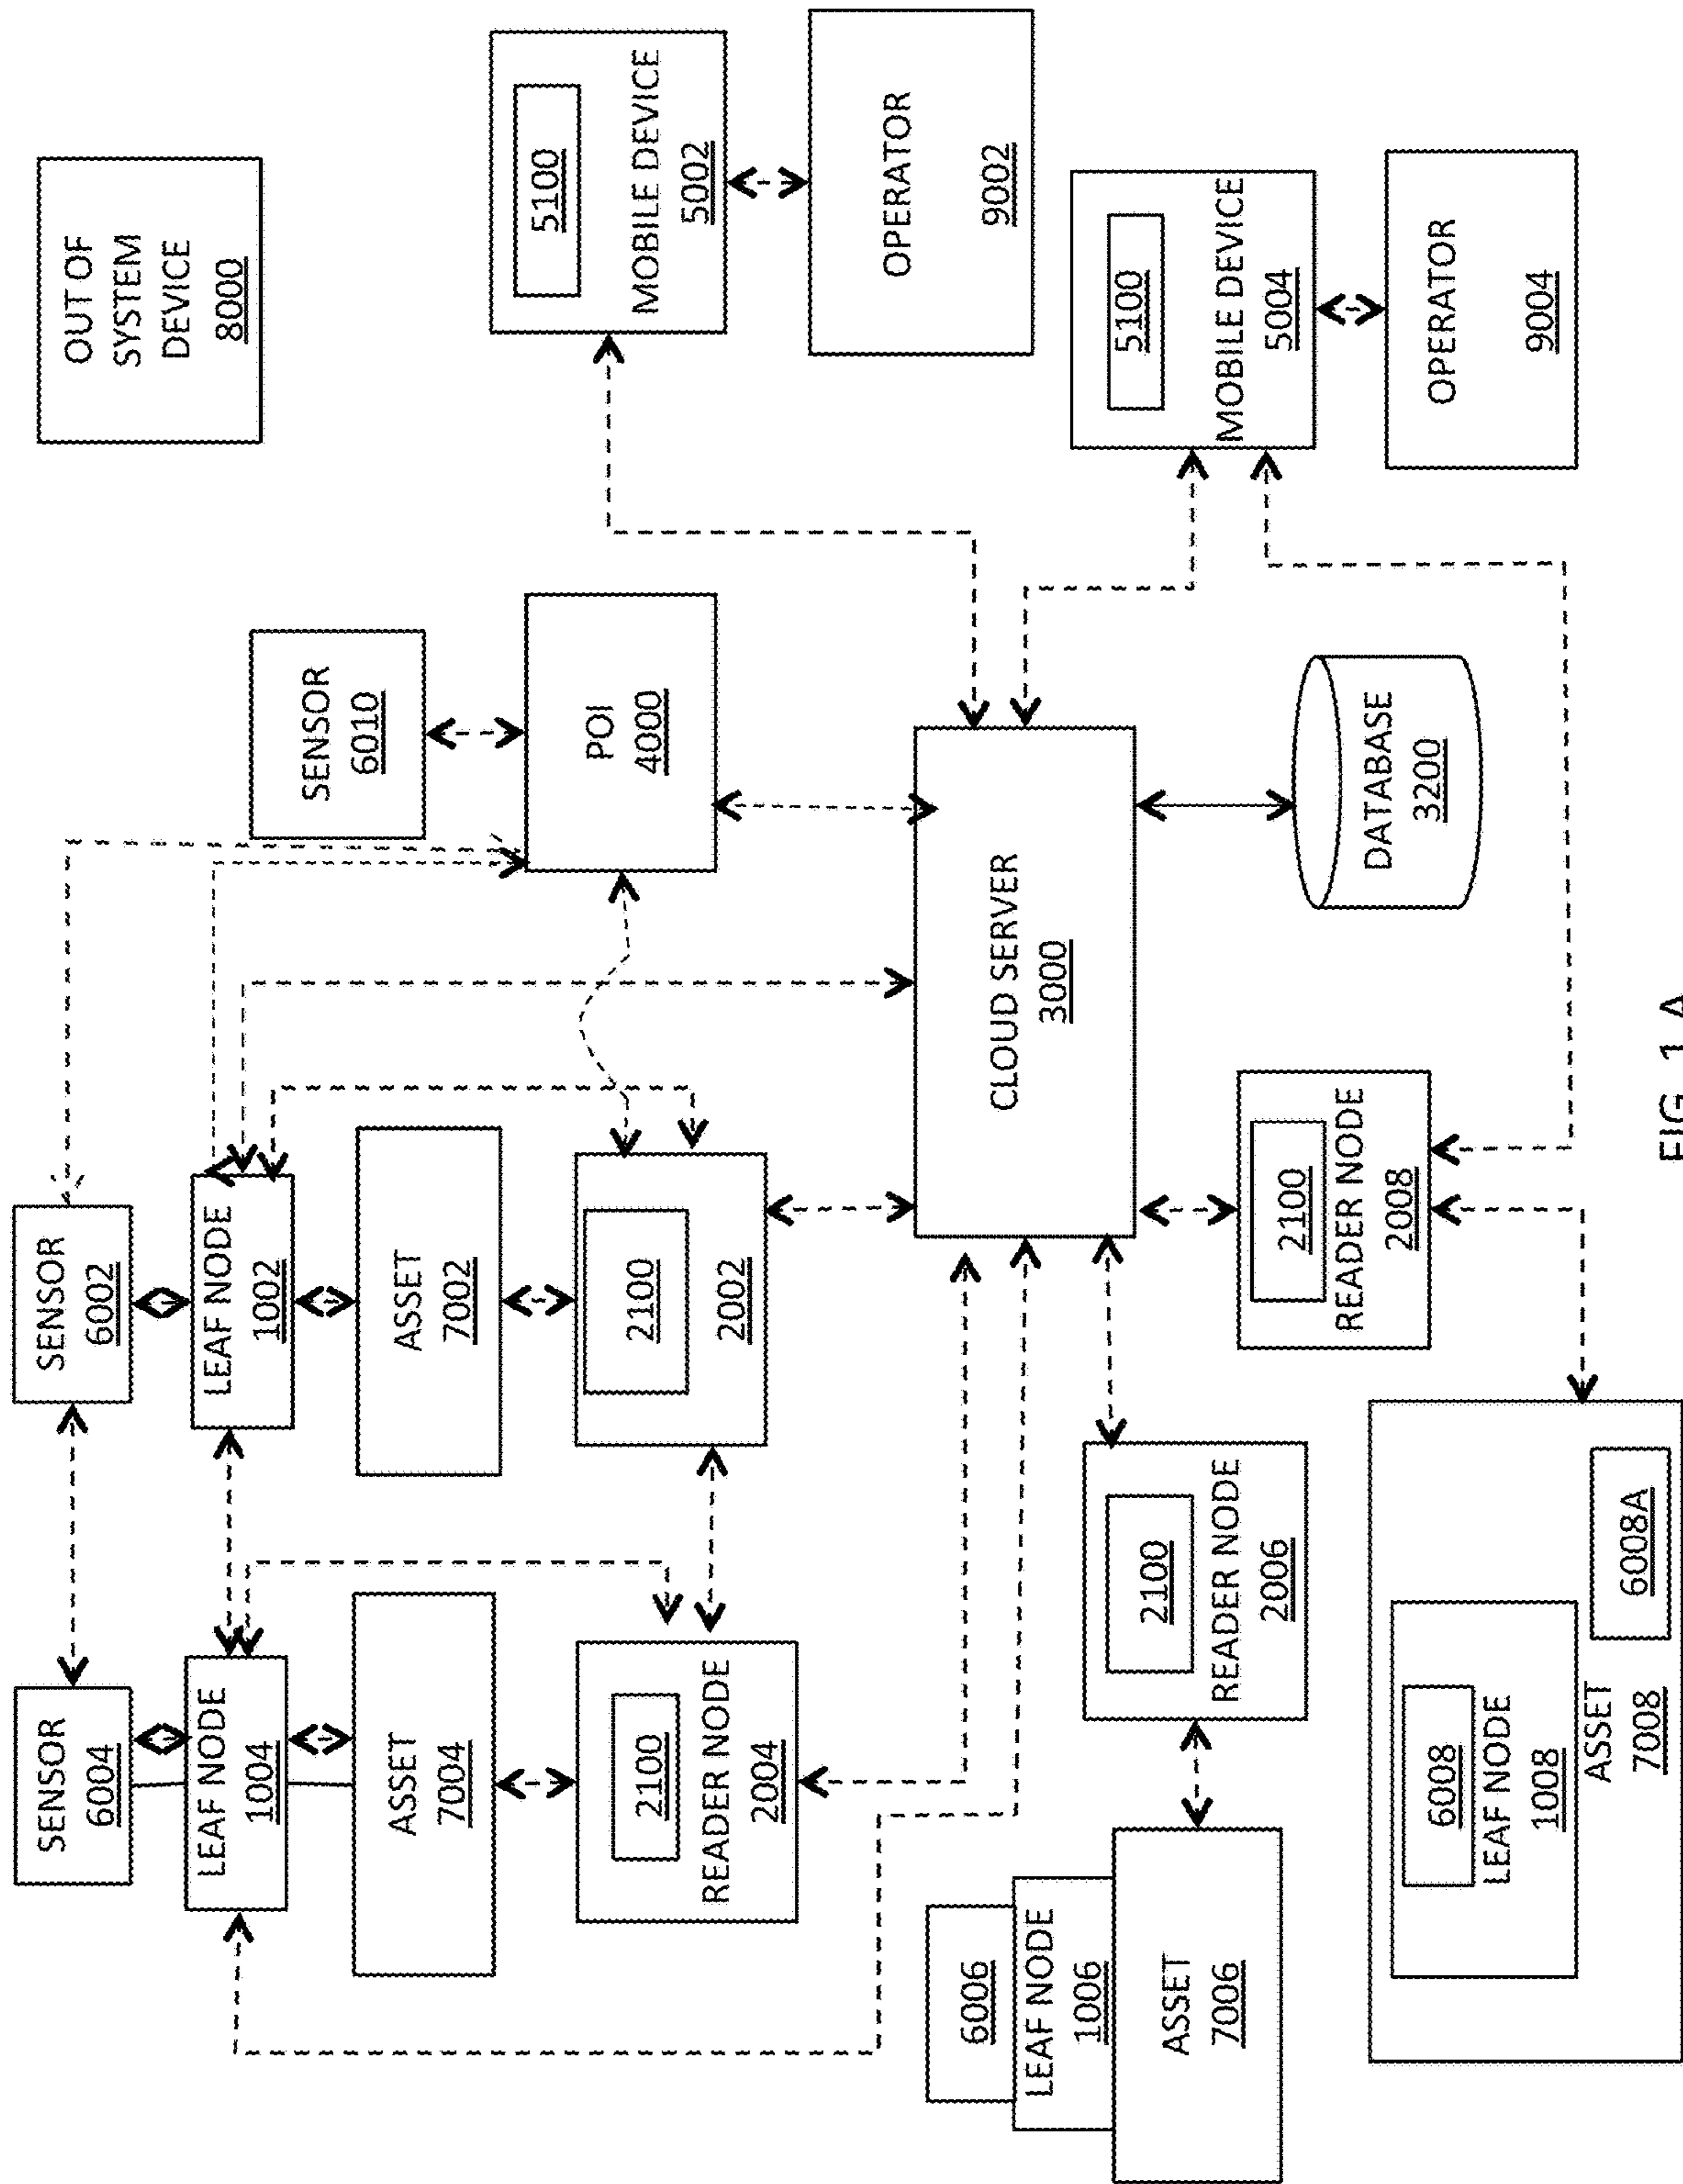 SENSOR
6004
SENSOR
6002
OUT OF
SYSTEM
DEVICE
8000
LEAF NODE
1004
LEAF NODE
1002
SENSOR
6010
ASSET
7004
ASSET
7002
5100
MOBILE DEVICE
5002
2100
READER NODE
2004
2100
2002
POI
4000
OPERATOR
9002
6006
LEAF NODE
1006
ASSET
7006
CLOUD SERVER
3000
2100
READER NODE
2006
5100
MOBILE DEVICE
5004
2100
READER NODE
2008
DATABASE
3200
OPERATOR
9004
6008
LEAF NODE
1008
ASSET
7008
6008A
FIG. 1 A